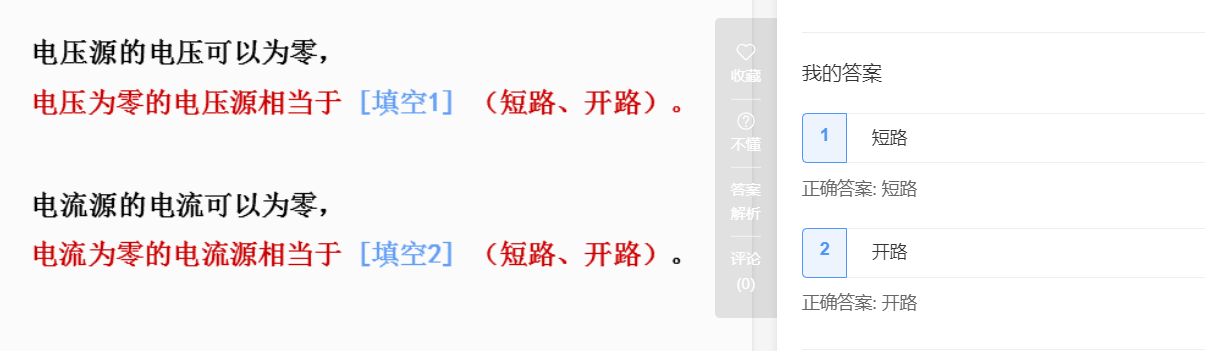 电压源的电压可以为零，
电压为零的电压源相当于 [填空1] （短路、开路）。
电流源的电流可以为零，
电流为零的电流源相当于 [填空2] （短路、开路）。
收藏
不懂
答案
解析
评论
(0)
我的答案
1 短路
正确答案: 短路
2 开路
正确答案: 开路